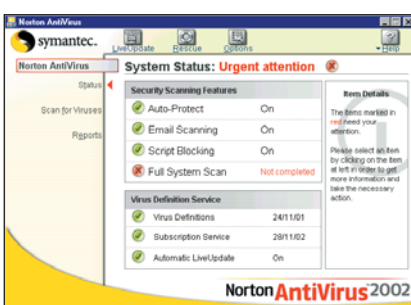 Norton AntiVirus
symantec.
LiveUpdate
Rescue
Options
Help
Norton AntiVirus
Status
Scan for Viruses
Reports
System Status: Urgent attention
Security Scanning Features
Auto-Protect On
Email Scanning On
Script Blocking On
Full System Scan Not completed
Virus Definition Service
Virus Definitions 24/11/01
Subscription Service 28/11/02
Automatic LiveUpdate On
Item Details
The items marked in
red need your
attention.
Please select an item
by clicking on the item
at left in order to get
more information and
take the necessary
action.
Norton AntiVirus 2002